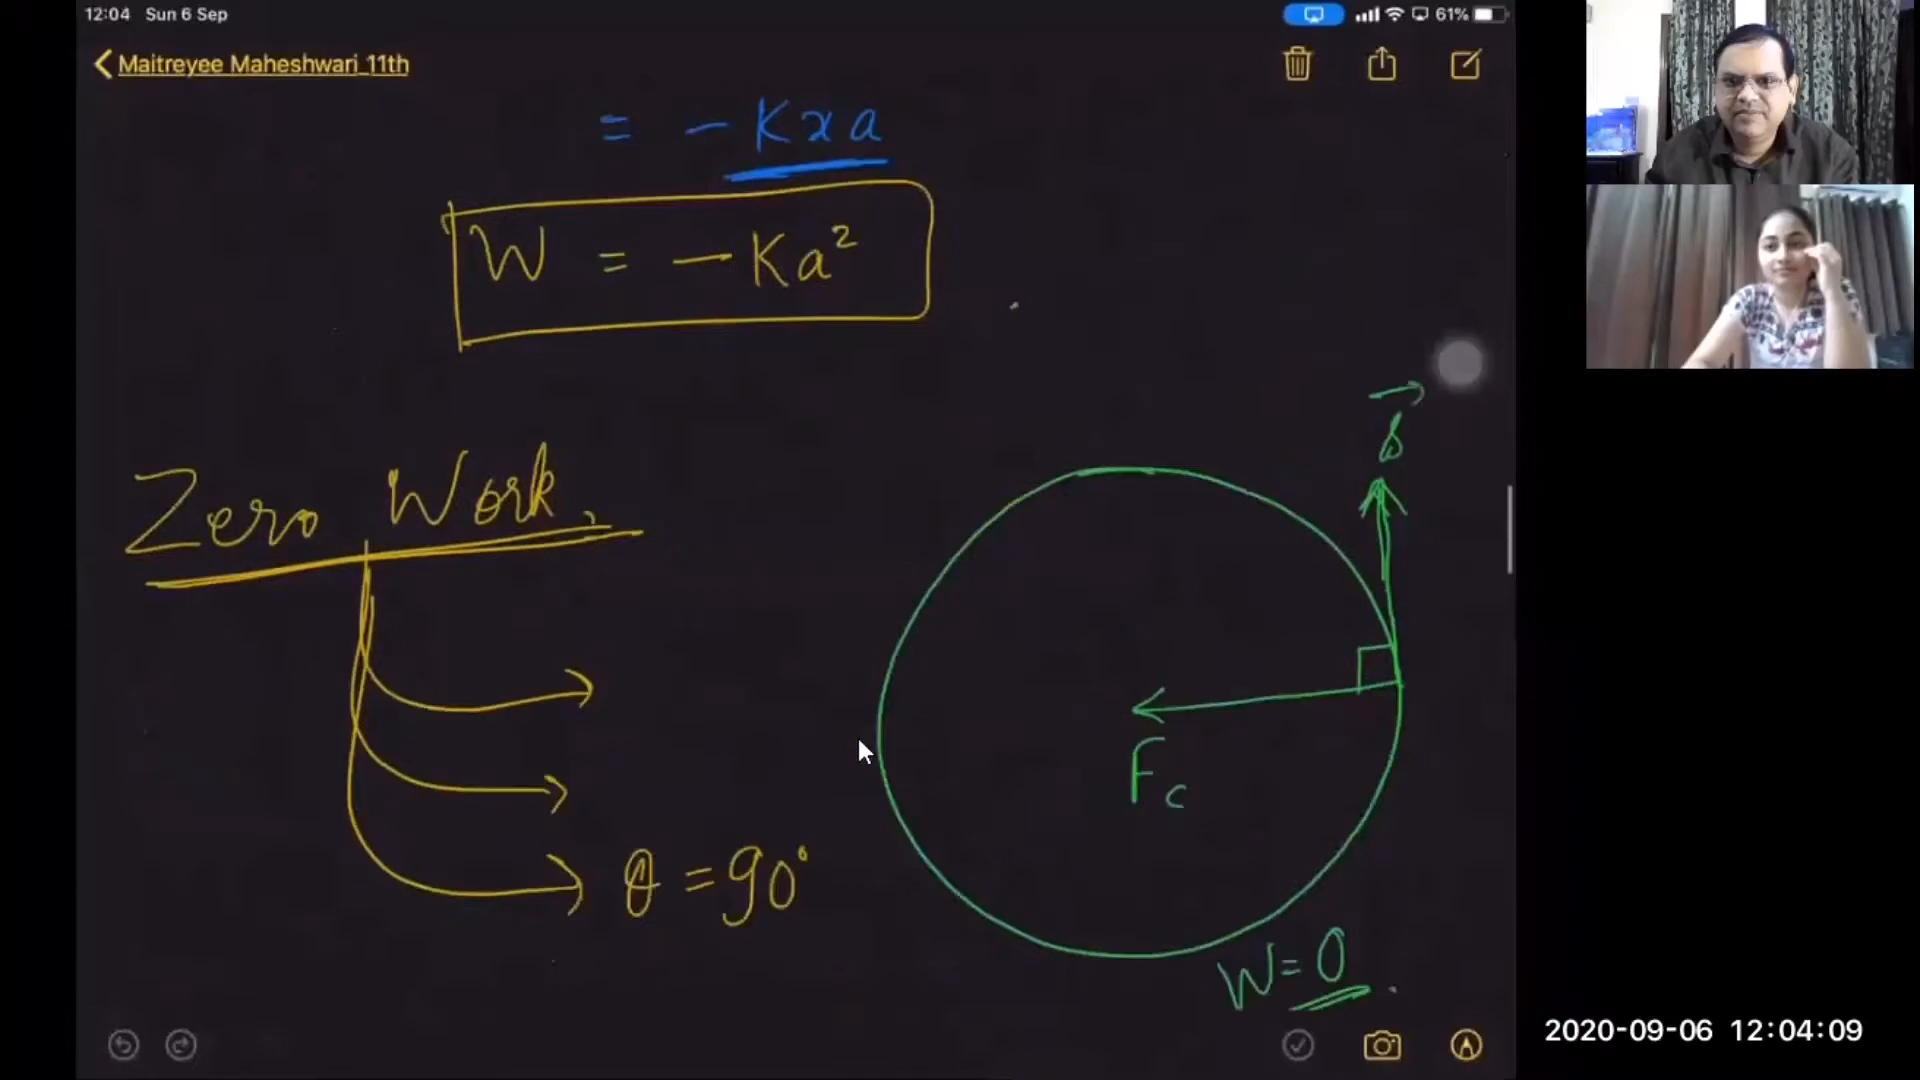 12:04 Sun 6 Sep
61%
Maitreyee Maheshwari 11th
= - K x a
W = - Ka²
Zero Work.
θ = 90°
s
Fc
W = 0
2020-09-06 12:04:09